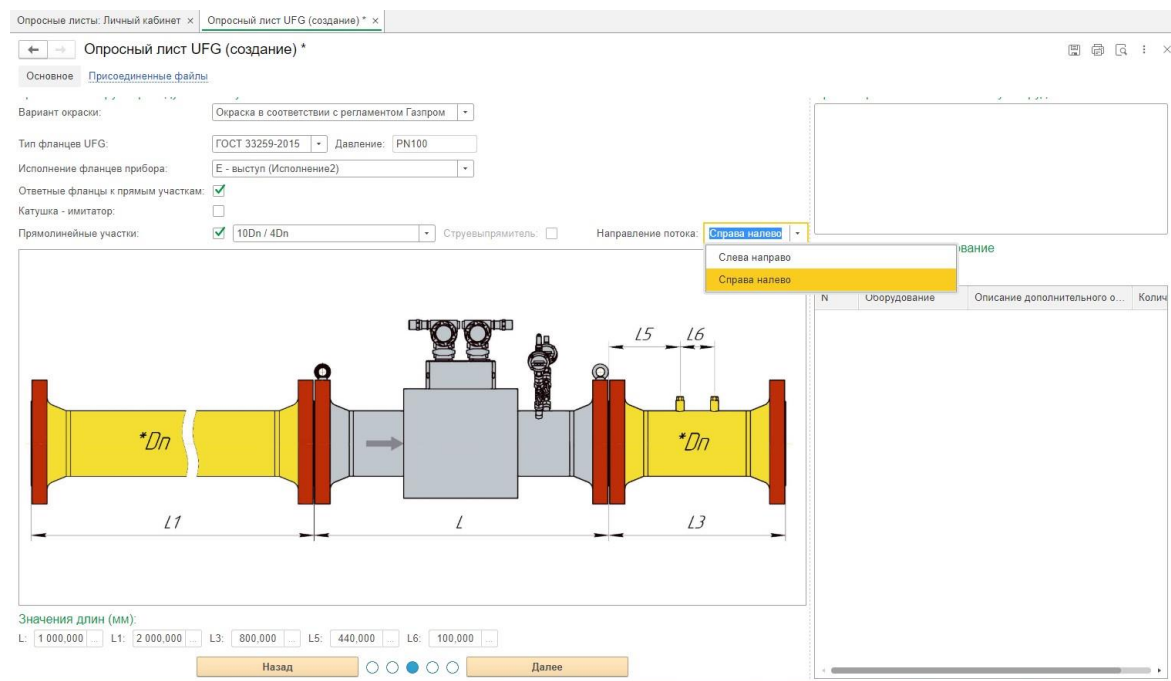 Опросные листы: Личный кабинет × Опросный лист UFG (создание) * ×
Опросный лист UFG (создание) *
Основное Присоединенные файлы
Вариант окраски: Окраска в соответствии с регламентом Газпром
Тип фланцев UFG: ГОСТ 33259-2015 Давление: PN100
Исполнение фланцев прибора: E - выступ (Исполнение2)
Ответные фланцы к прямым участкам:
Катушка - имитатор:
Прямолинейные участки: 10Dn / 4Dn Струевыпрямитель: Направление потока: Справа налево
Слева направо
Справа налево
N Оборудование Описание дополнительного о... Колич
L5 L6
*Dn *Dn
L1 L L3
Значения длин (мм):
L: 1 000,000 ... L1: 2 000,000 ... L3: 800,000 ... L5: 440,000 ... L6: 100,000 ...
Назад Далее